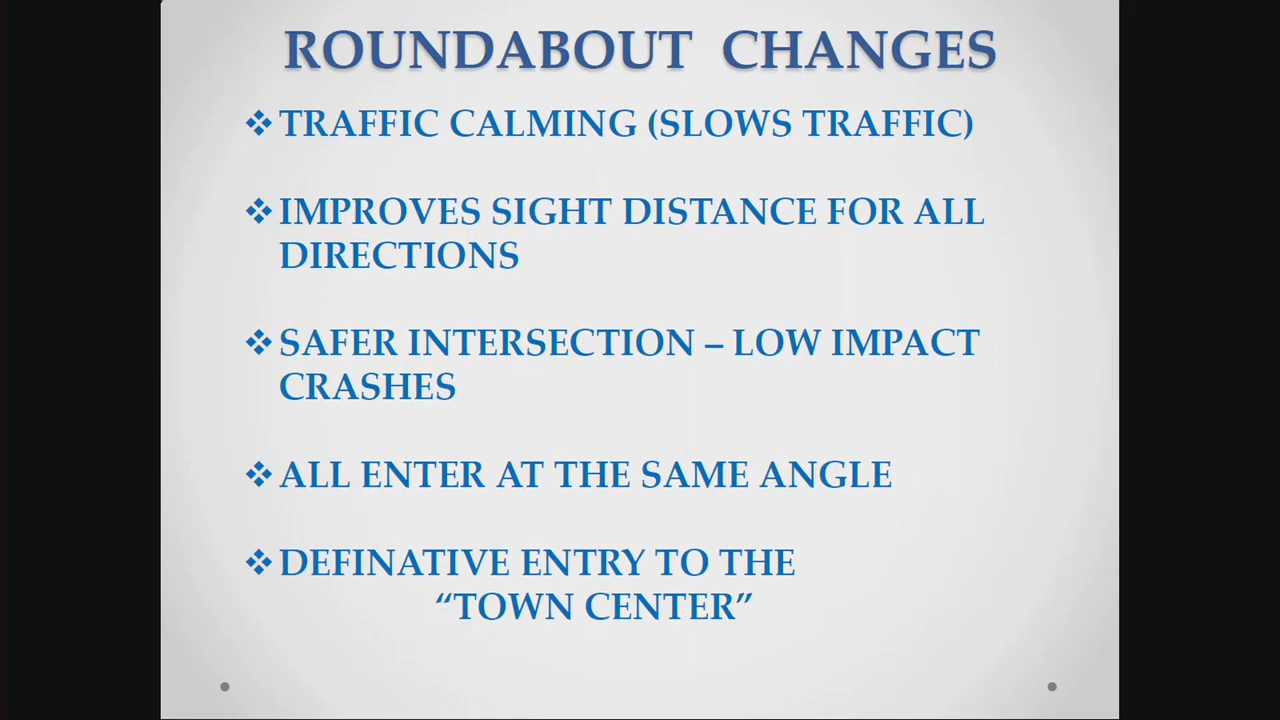 ROUNDABOUT CHANGES
❖ TRAFFIC CALMING (SLOWS TRAFFIC)
❖ IMPROVES SIGHT DISTANCE FOR ALL
DIRECTIONS
❖ SAFER INTERSECTION – LOW IMPACT
CRASHES
❖ ALL ENTER AT THE SAME ANGLE
❖ DEFINATIVE ENTRY TO THE
“TOWN CENTER”